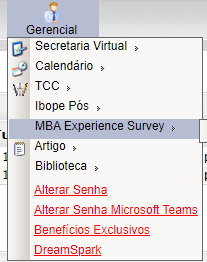 Gerencial
Secretaria Virtual
Calendário
TCC
Ibope Pós
MBA Experience Survey
Artigo
Biblioteca
Alterar Senha
Alterar Senha Microsoft Teams
Benefícios Exclusivos
DreamSpark